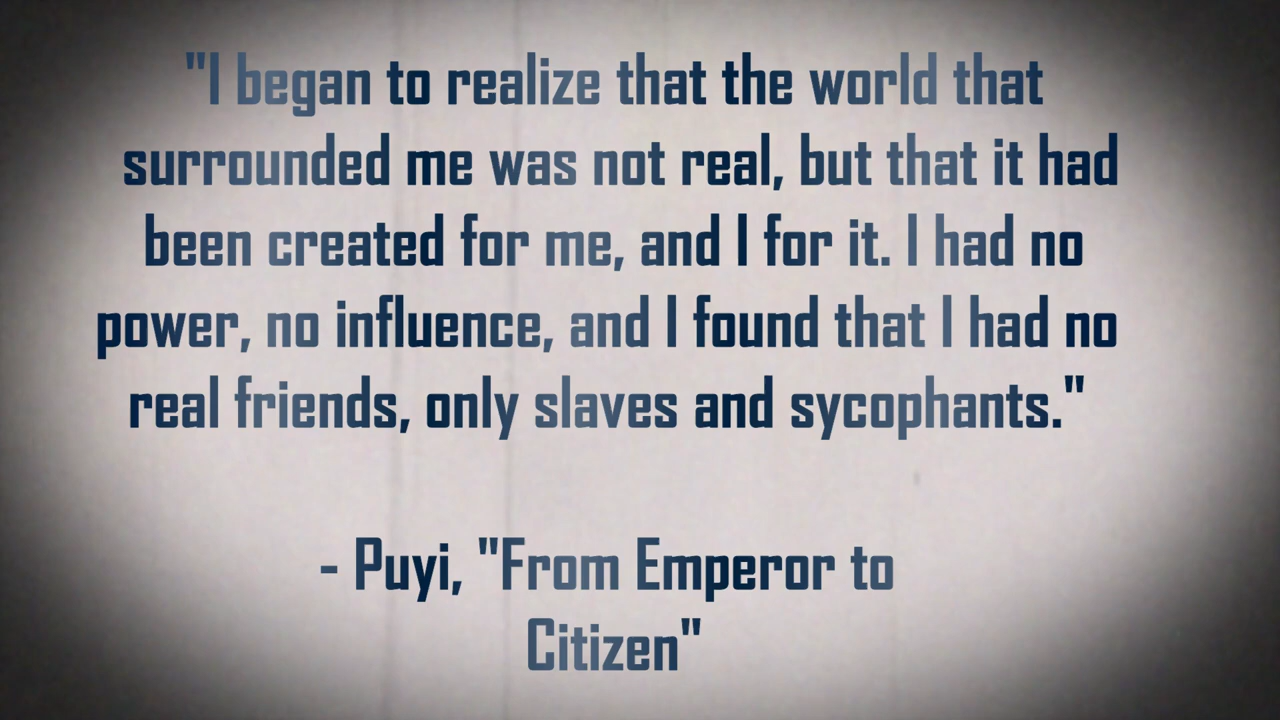 "I began to realize that the world that
surrounded me was not real, but that it had
been created for me, and I for it. I had no
power, no influence, and I found that I had no
real friends, only slaves and sycophants."
- Puyi, "From Emperor to
Citizen"